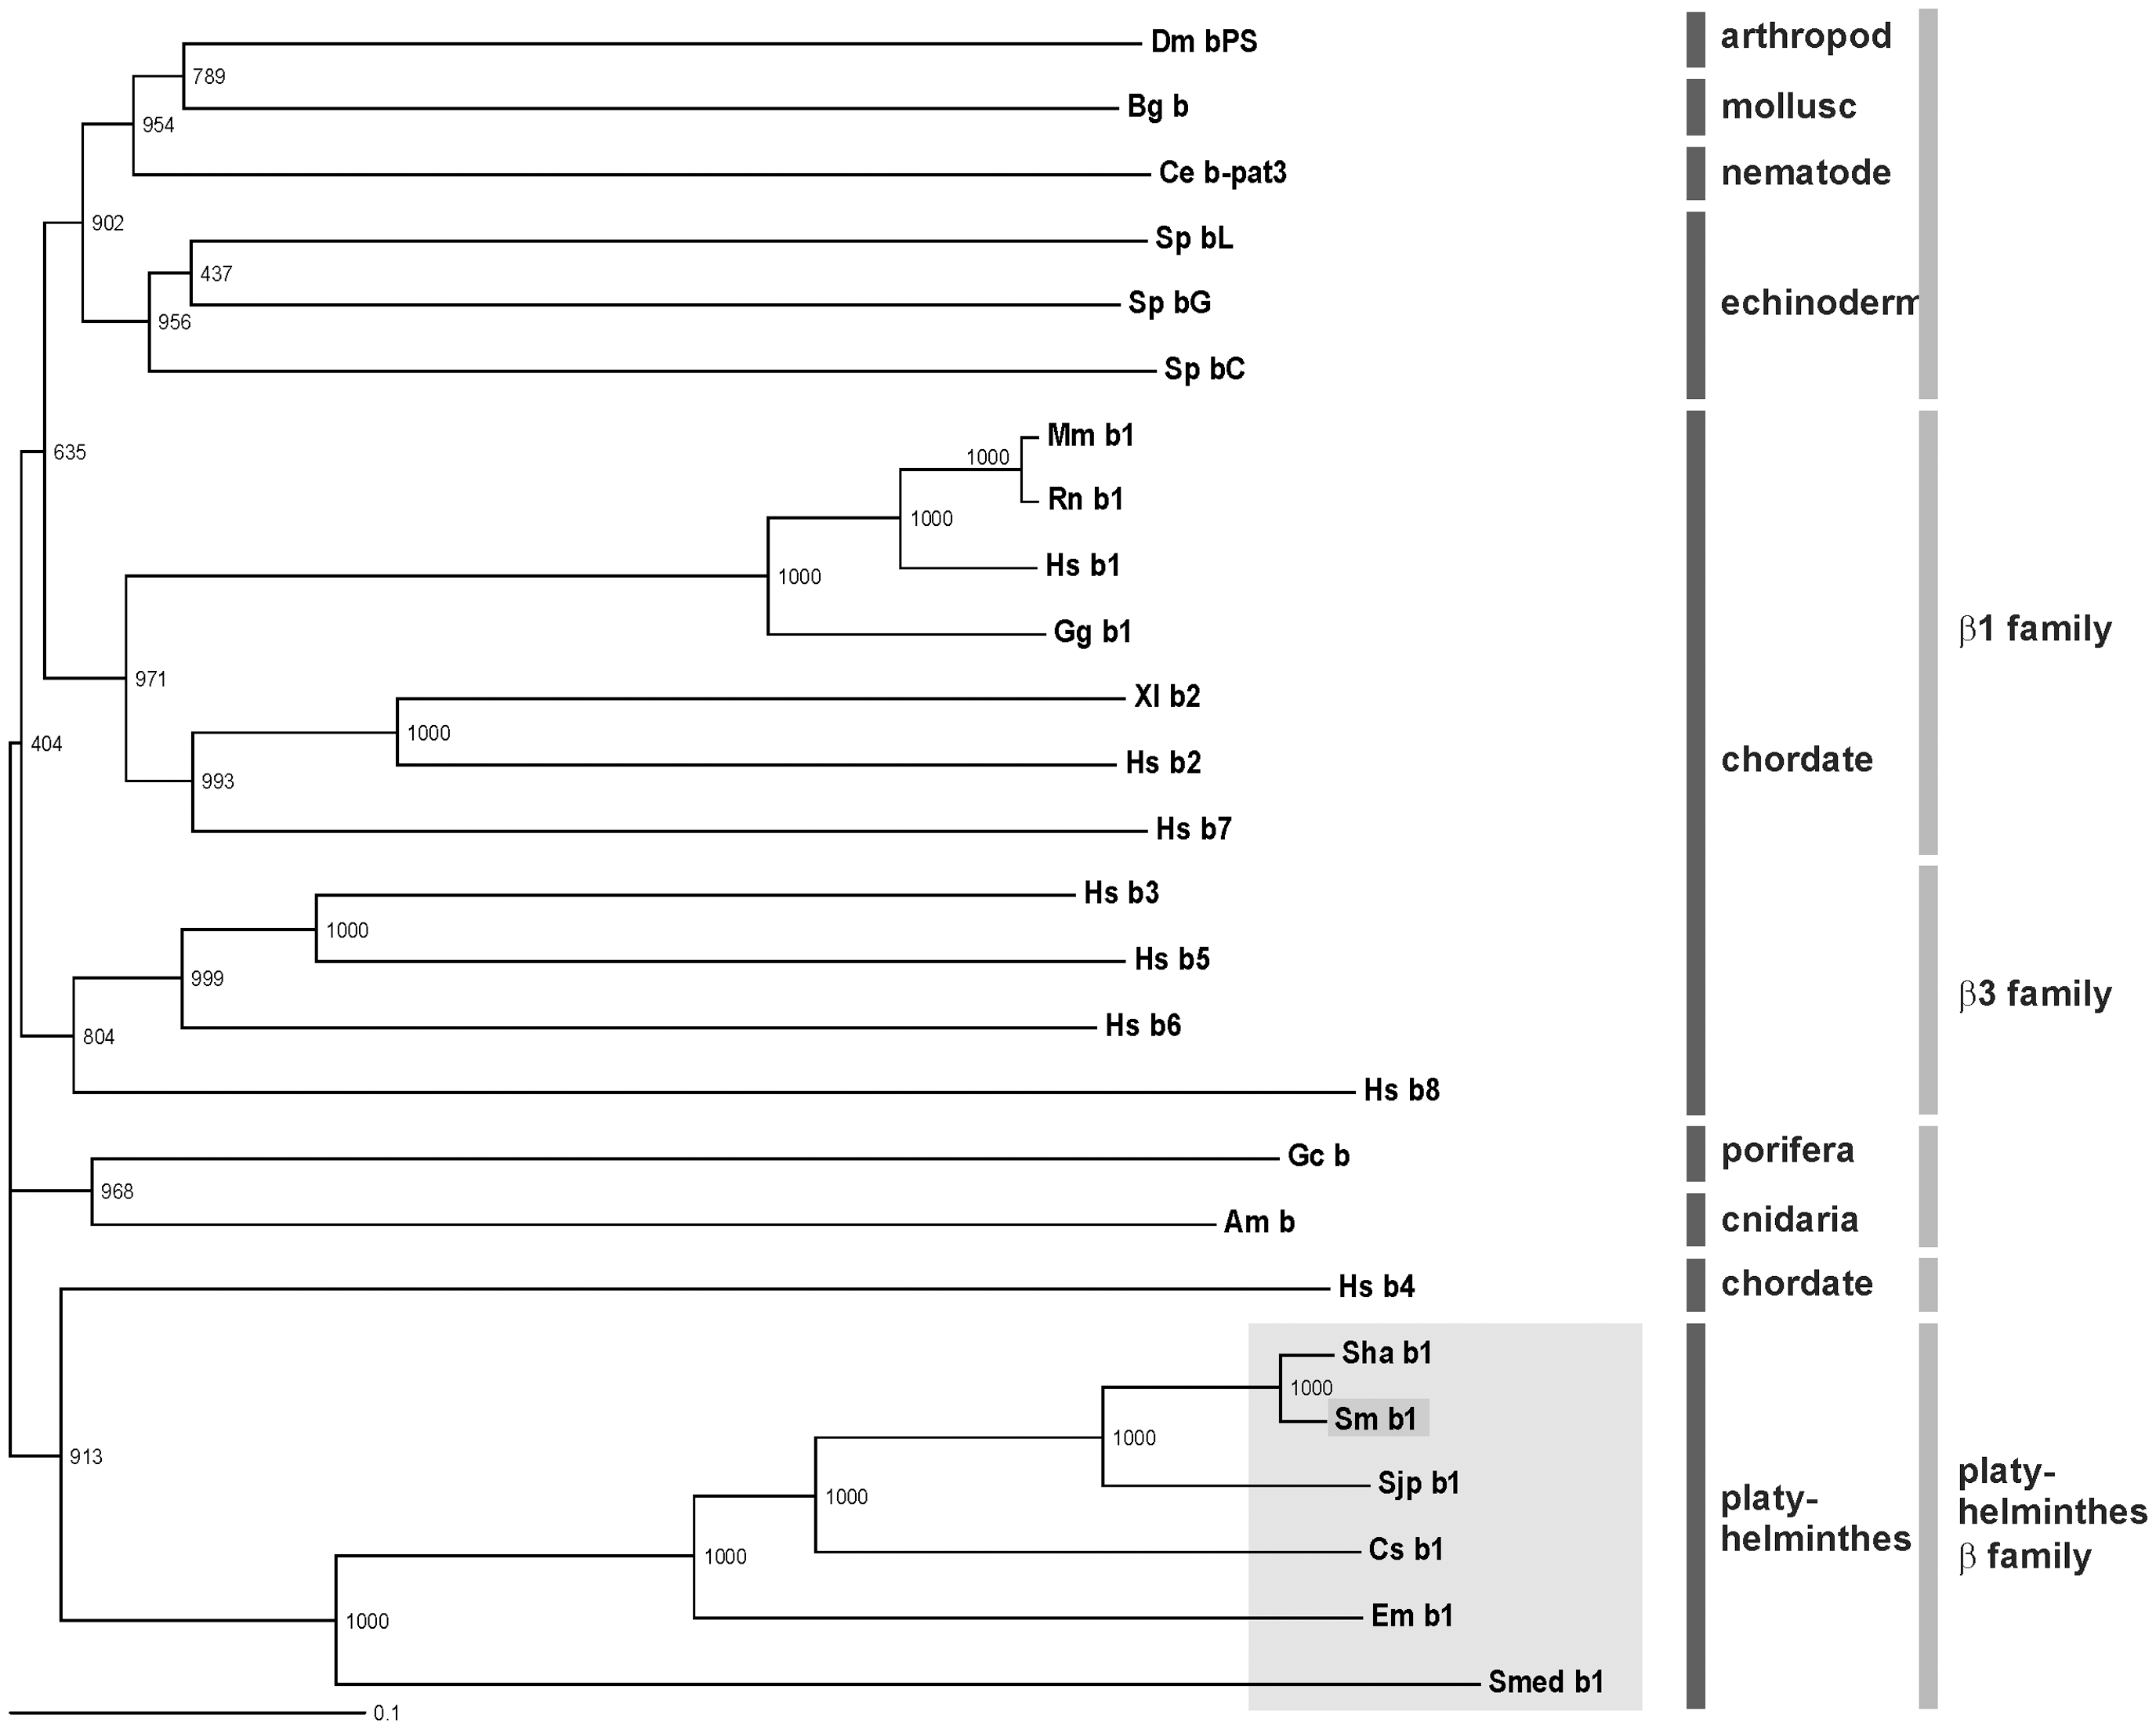 Dm bPS
arthropod
789
Bg b
mollusc
954
Ce b-pat3
nematode
902
Sp bL
437
Sp bG
echinoderm
956
Sp bC
Mm b1
635
1000
Rn b1
1000
Hs b1
1000
Gg b1
β1 family
971
Xl b2
1000
404
Hs b2
chordate
993
Hs b7
Hs b3
1000
Hs b5
999
β3 family
Hs b6
804
Hs b8
Gc b
porifera
968
Am b
cnidaria
Hs b4
chordate
Sha b1
1000
Sm b1
1000
913
Sjp b1
platy-
helminthes
β family
1000
platy-
helminthes
Cs b1
1000
Em b1
1000
Smed b1
0.1